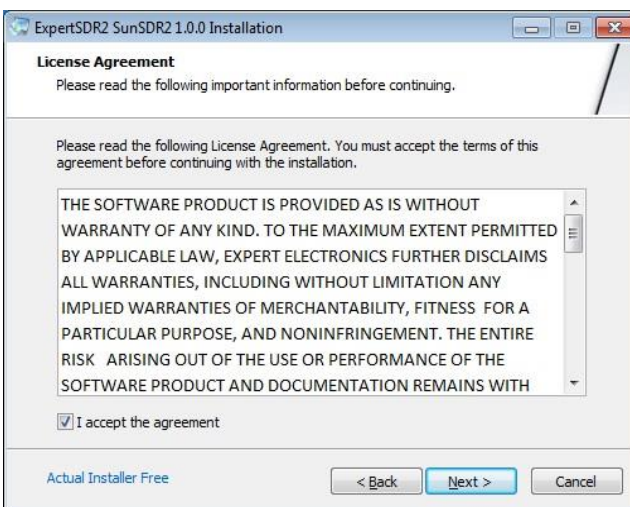 ExpertSDR2 SunSDR2 1.0.0 Installation
License Agreement
Please read the following important information before continuing.
Please read the following License Agreement. You must accept the terms of this
agreement before continuing with the installation.
THE SOFTWARE PRODUCT IS PROVIDED AS IS WITHOUT
WARRANTY OF ANY KIND. TO THE MAXIMUM EXTENT PERMITTED
BY APPLICABLE LAW, EXPERT ELECTRONICS FURTHER DISCLAIMS
ALL WARRANTIES, INCLUDING WITHOUT LIMITATION ANY
IMPLIED WARRANTIES OF MERCHANTABILITY, FITNESS  FOR A
PARTICULAR PURPOSE, AND NONINFRINGEMENT. THE ENTIRE
RISK  ARISING OUT OF THE USE OR PERFORMANCE OF THE
SOFTWARE PRODUCT AND DOCUMENTATION REMAINS WITH
I accept the agreement
Actual Installer Free
< Back
Next >
Cancel